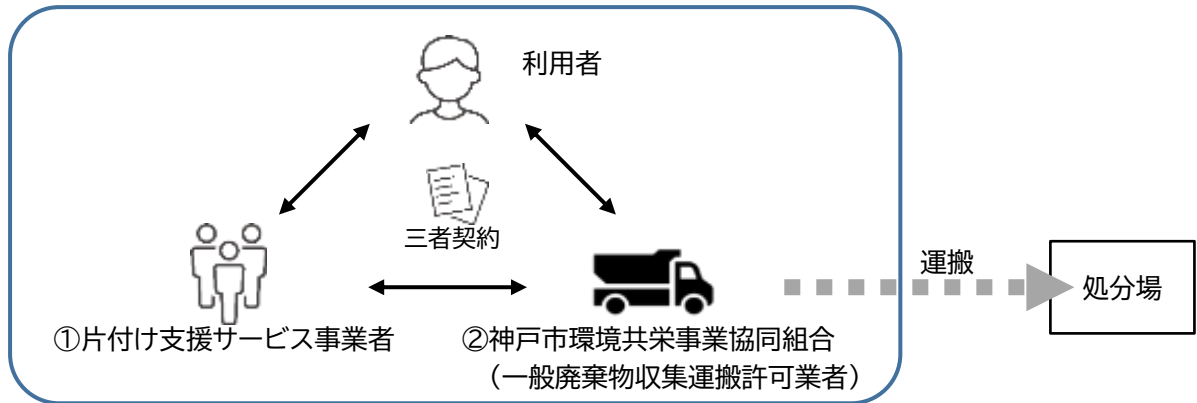 利用者
三者契約
運搬
処分場
①片付け支援サービス事業者
②神戸市環境共栄事業協同組合
（一般廃棄物収集運搬許可業者）